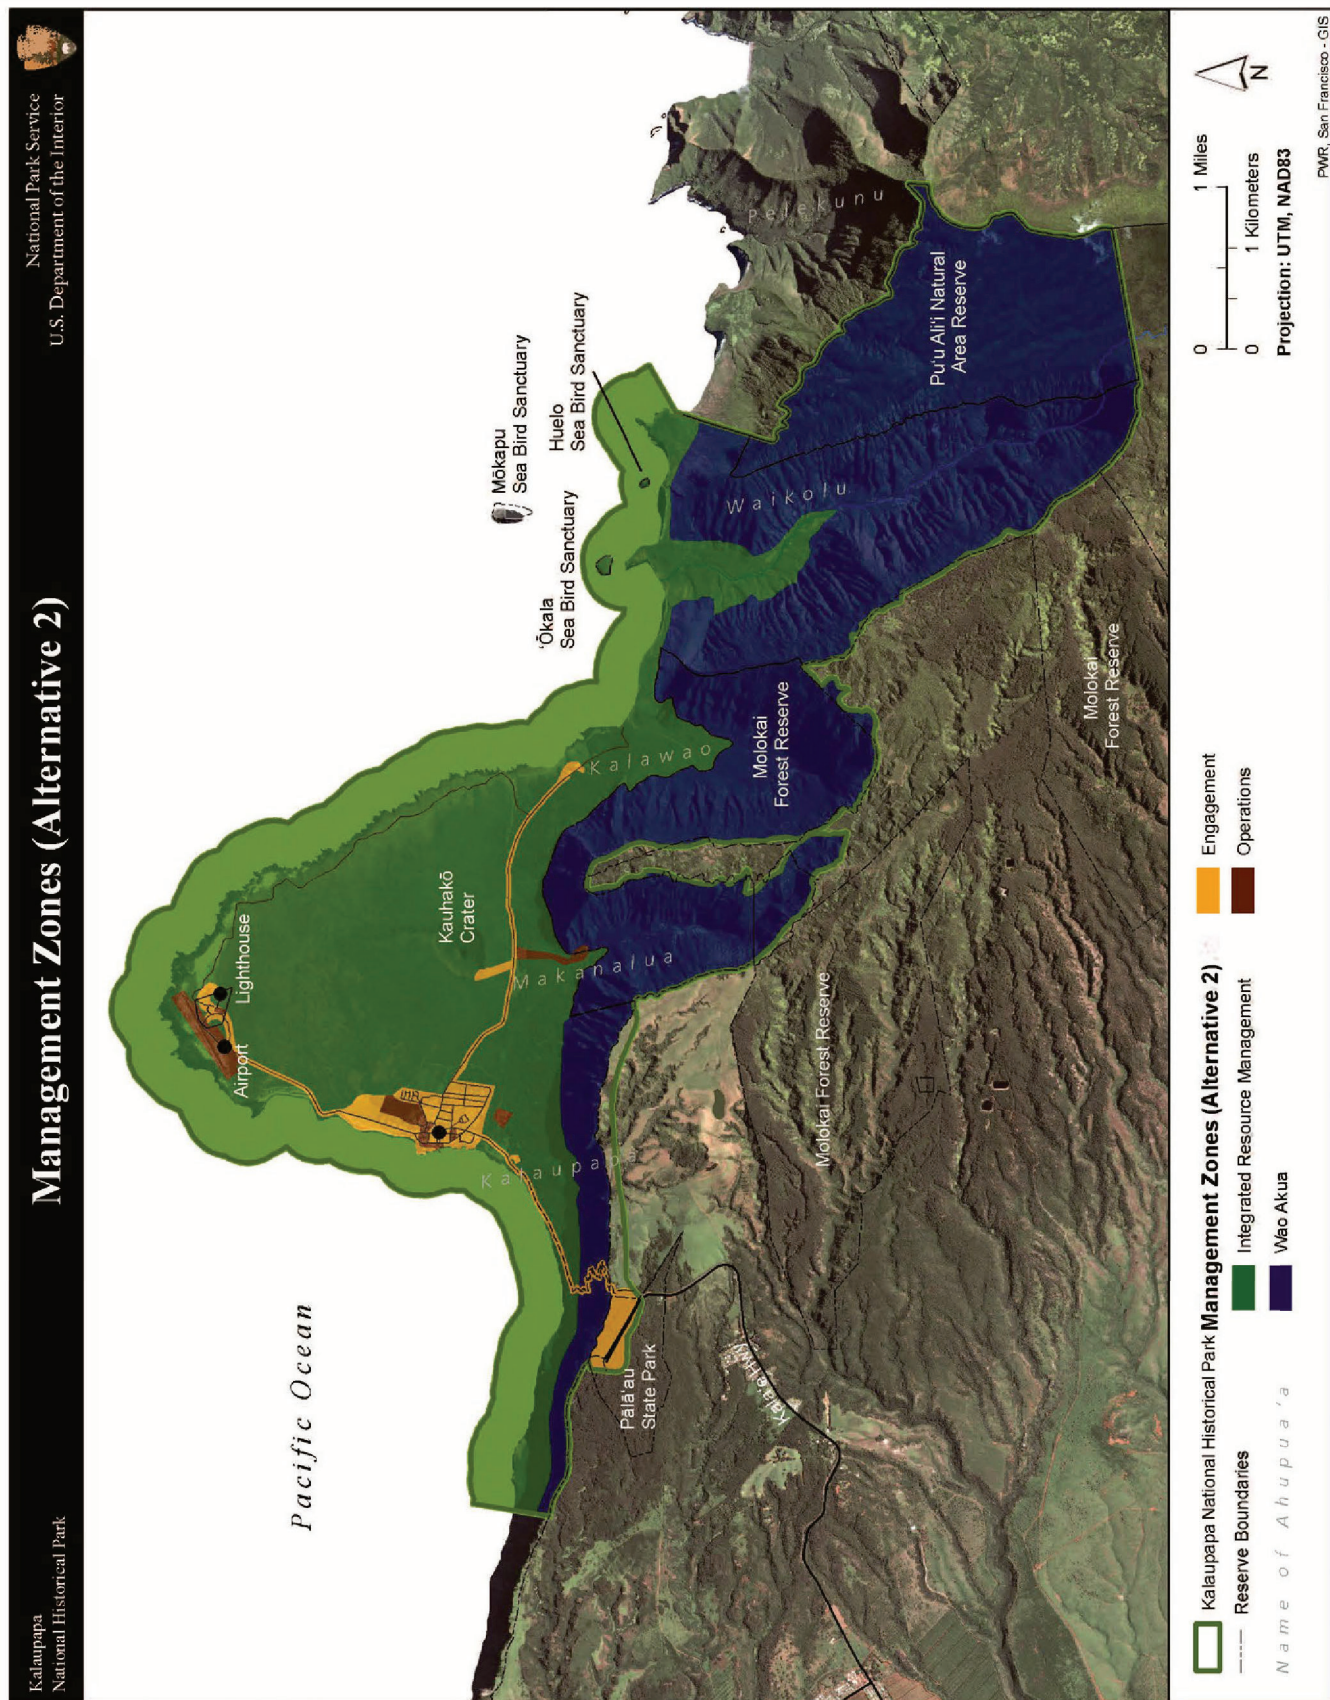 Kalaupapa
National Historical Park
Management Zones (Alternative 2)
National Park Service
U.S. Department of the Interior
Pacific Ocean
Airport
Lighthouse
Kauhakō
Crater
Kalaupapa
Makanalua
Kalawao
ʻŌkala
Sea Bird Sanctuary
Mōkapu
Sea Bird Sanctuary
Huelo
Sea Bird Sanctuary
Waikolu
Pelekunu
Pu'u Ali'i Natural
Area Reserve
Molokai
Forest Reserve
Pālā'au
State Park
Kala'e Hwy
Molokai Forest Reserve
Molokai
Forest Reserve
Kalaupapa National Historical Park
Reserve Boundaries
Name of Ahupua'a
Management Zones (Alternative 2)
Integrated Resource Management
Wao Akua
Engagement
Operations
0 1 Miles
0 1 Kilometers
Projection: UTM, NAD83
N
PWR, San Francisco - GIS